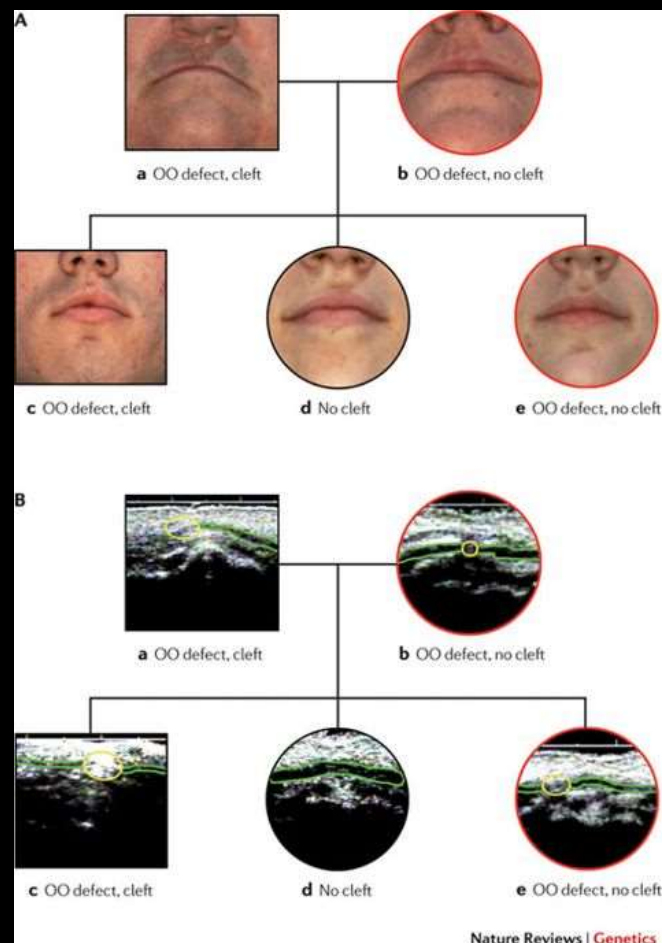 A
a OO defect, cleft
b OO defect, no cleft
c OO defect, cleft
d No cleft
e OO defect, no cleft
B
a OO defect, cleft
b OO defect, no cleft
c OO defect, cleft
d No cleft
e OO defect, no cleft
Nature Reviews | Genetics